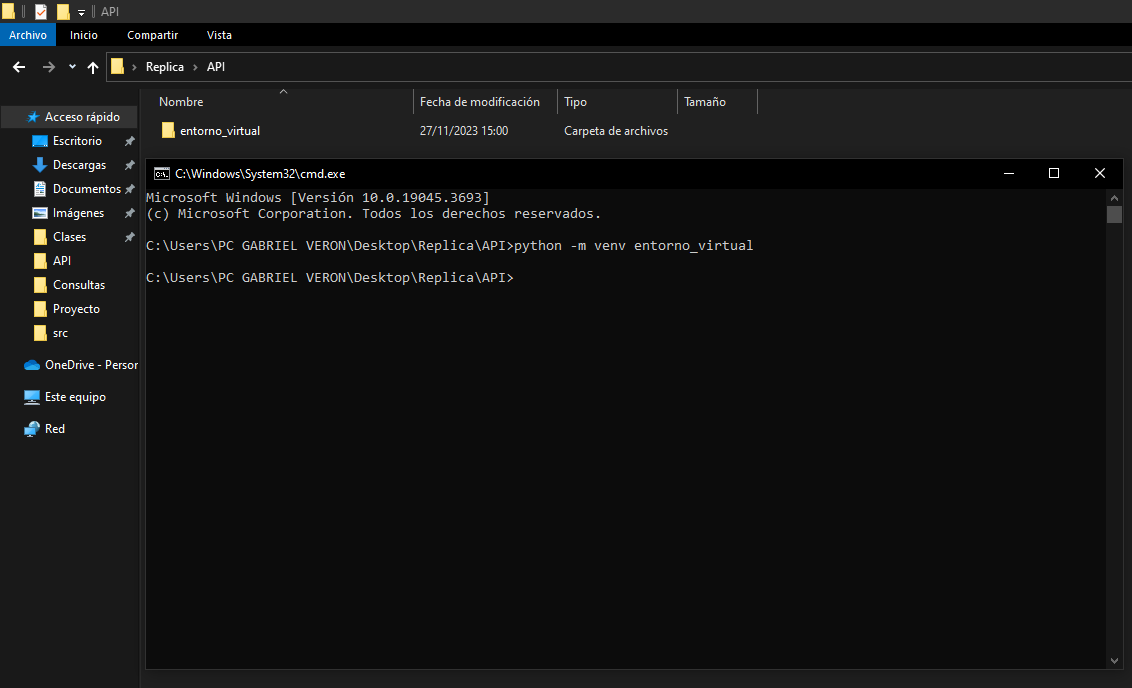 API
Archivo Inicio Compartir Vista
Replica API
Nombre Fecha de modificación Tipo Tamaño
entorno_virtual 27/11/2023 15:00 Carpeta de archivos
Acceso rápido
Escritorio
Descargas
Documentos
Imágenes
Clases
API
Consultas
Proyecto
src
OneDrive - Persor
Este equipo
Red
C:\Windows\System32\cmd.exe
Microsoft Windows [Versión 10.0.19045.3693]
(c) Microsoft Corporation. Todos los derechos reservados.
C:\Users\PC GABRIEL VERON\Desktop\Replica\API>python -m venv entorno_virtual
C:\Users\PC GABRIEL VERON\Desktop\Replica\API>